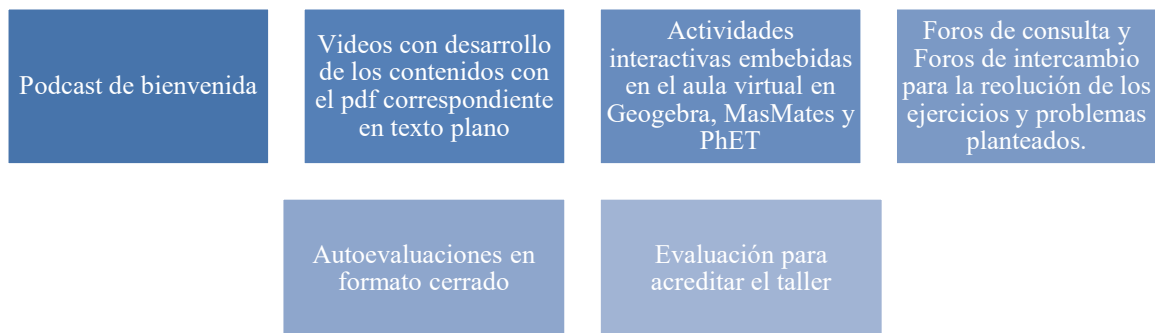 Podcast de bienvenida
Videos con desarrollo
de los contenidos con
el pdf correspondiente
en texto plano
Actividades
interactivas embebidas
en el aula virtual en
Geogebra, MasMates y
PhET
Foros de consulta y
Foros de intercambio
para la reolución de los
ejercicios y problemas
planteados.
Autoevaluaciones en
formato cerrado
Evaluación para
acreditar el taller